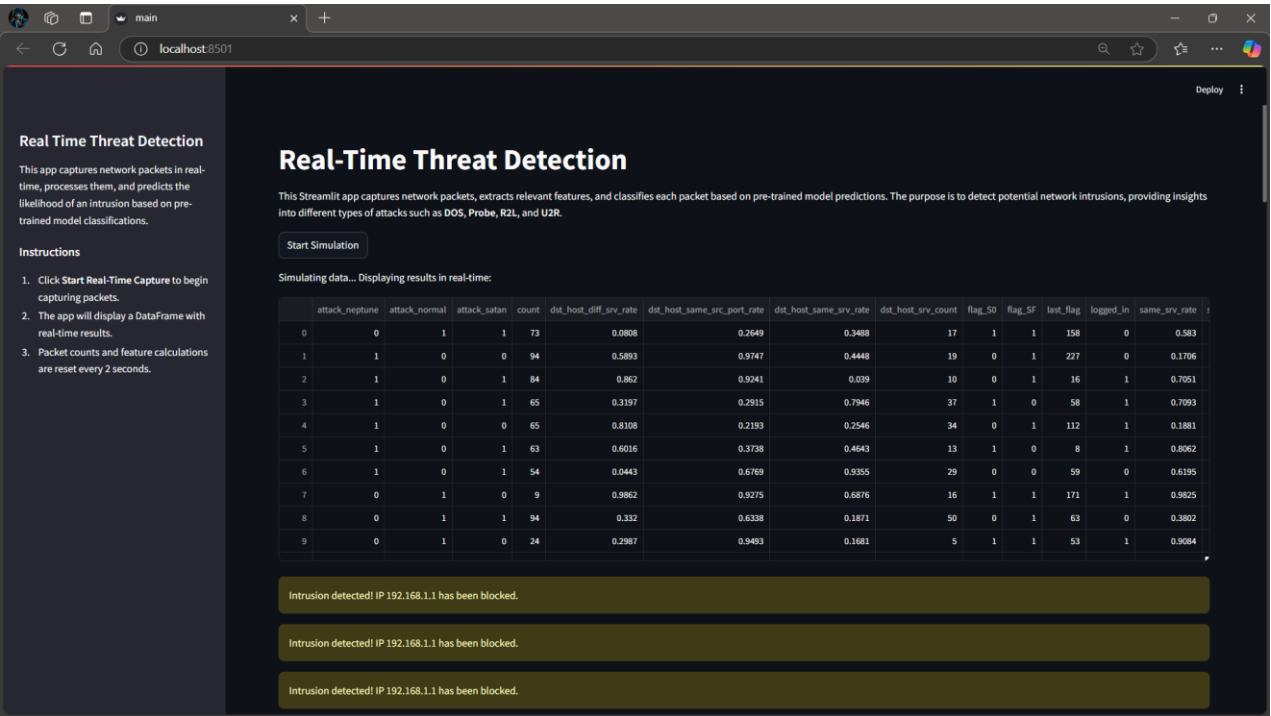 main
localhost:8501
Deploy
Real Time Threat Detection
This app captures network packets in real-
time, processes them, and predicts the
likelihood of an intrusion based on pre-
trained model classifications.
Instructions
1. Click Start Real-Time Capture to begin
capturing packets.
2. The app will display a DataFrame with
real-time results.
3. Packet counts and feature calculations
are reset every 2 seconds.
Real-Time Threat Detection
This Streamlit app captures network packets, extracts relevant features, and classifies each packet based on pre-trained model predictions. The purpose is to detect potential network intrusions, providing insights
into different types of attacks such as DOS, Probe, R2L, and U2R.
Start Simulation
Simulating data... Displaying results in real-time:
attack_neptune attack_normal attack_satan count dst_host_diff_srv_rate dst_host_same_src_port_rate dst_host_same_srv_rate dst_host_srv_count flag_S0 flag_SF last_flag logged_in same_srv_rate
0 0 1 1 73 0.0808 0.2649 0.3488 17 1 1 158 0 0.583
1 1 0 0 94 0.5893 0.9747 0.4448 19 0 1 227 0 0.1706
2 1 0 1 84 0.862 0.9241 0.039 10 0 1 16 1 0.7051
3 1 0 1 65 0.3197 0.2915 0.7946 37 1 0 58 1 0.7093
4 1 0 0 65 0.8108 0.2193 0.2546 34 0 1 112 1 0.1881
5 1 0 1 63 0.6016 0.3738 0.4643 13 1 0 8 1 0.8062
6 1 0 1 54 0.0443 0.6769 0.9355 29 0 0 59 0 0.6195
7 0 1 0 9 0.9862 0.9275 0.6876 16 1 1 171 1 0.9825
8 0 1 1 94 0.332 0.6338 0.1871 50 0 1 63 0 0.3802
9 0 1 0 24 0.2987 0.9493 0.1681 5 1 1 53 1 0.9084
Intrusion detected! IP 192.168.1.1 has been blocked.
Intrusion detected! IP 192.168.1.1 has been blocked.
Intrusion detected! IP 192.168.1.1 has been blocked.